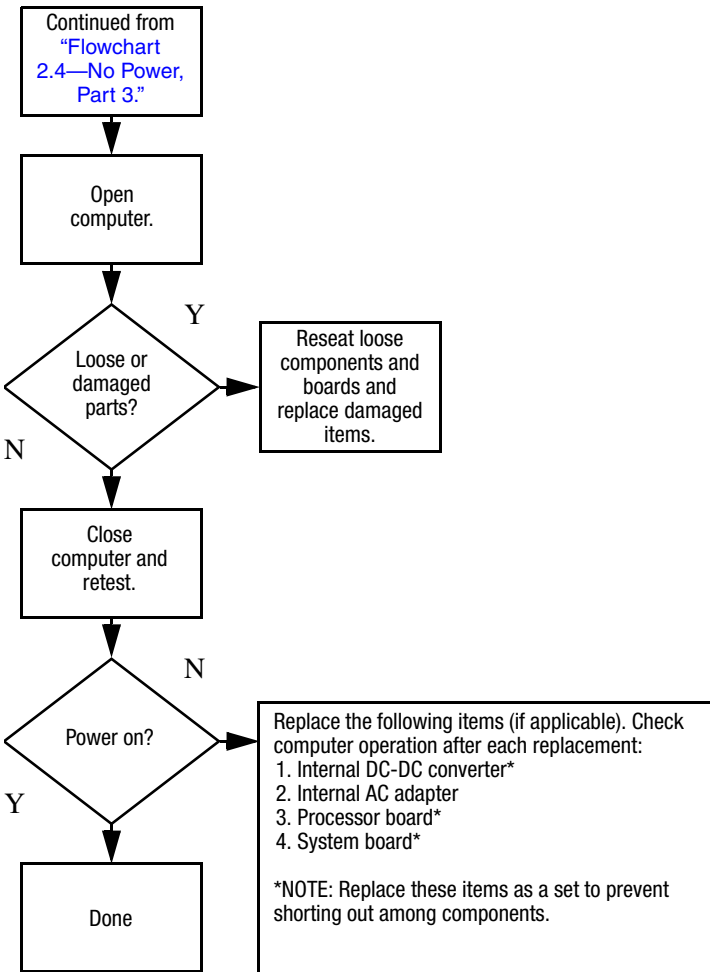 Continued from
“Flowchart
2.4—No Power,
Part 3.”
Open
computer.
Y
Loose or
damaged
parts?
Reseat loose
components and
boards and
replace damaged
items.
N
Close
computer and
retest.
N
Power on?
Replace the following items (if applicable). Check
computer operation after each replacement:
1. Internal DC-DC converter*
2. Internal AC adapter
3. Processor board*
4. System board*
*NOTE: Replace these items as a set to prevent
shorting out among components.
Y
Done